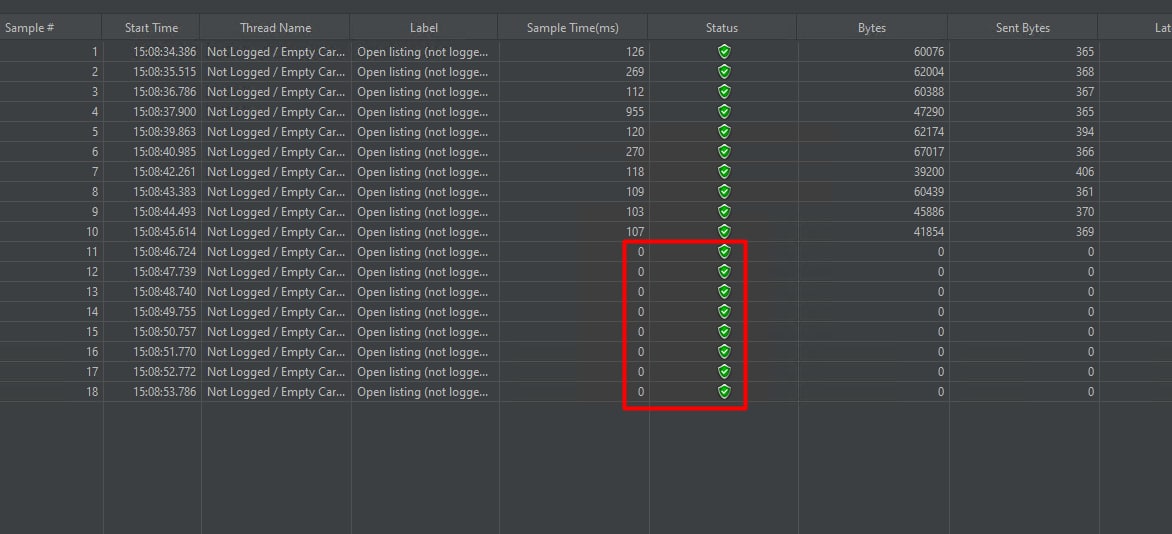 Sample # Start Time Thread Name Label Sample Time(ms) Status Bytes Sent Bytes Lat
1 15:08:34.386 Not Logged / Empty Car... Open listing (not logge... 126 60076 365
2 15:08:35.515 Not Logged / Empty Car... Open listing (not logge... 269 62004 368
3 15:08:36.786 Not Logged / Empty Car... Open listing (not logge... 112 60388 367
4 15:08:37.900 Not Logged / Empty Car... Open listing (not logge... 955 47290 365
5 15:08:39.863 Not Logged / Empty Car... Open listing (not logge... 120 62174 394
6 15:08:40.985 Not Logged / Empty Car... Open listing (not logge... 270 67017 366
7 15:08:42.261 Not Logged / Empty Car... Open listing (not logge... 118 39200 406
8 15:08:43.383 Not Logged / Empty Car... Open listing (not logge... 109 60439 361
9 15:08:44.493 Not Logged / Empty Car... Open listing (not logge... 103 45886 370
10 15:08:45.614 Not Logged / Empty Car... Open listing (not logge... 107 41854 369
11 15:08:46.724 Not Logged / Empty Car... Open listing (not logge... 0 0 0
12 15:08:47.739 Not Logged / Empty Car... Open listing (not logge... 0 0 0
13 15:08:48.740 Not Logged / Empty Car... Open listing (not logge... 0 0 0
14 15:08:49.755 Not Logged / Empty Car... Open listing (not logge... 0 0 0
15 15:08:50.757 Not Logged / Empty Car... Open listing (not logge... 0 0 0
16 15:08:51.770 Not Logged / Empty Car... Open listing (not logge... 0 0 0
17 15:08:52.772 Not Logged / Empty Car... Open listing (not logge... 0 0 0
18 15:08:53.786 Not Logged / Empty Car... Open listing (not logge... 0 0 0